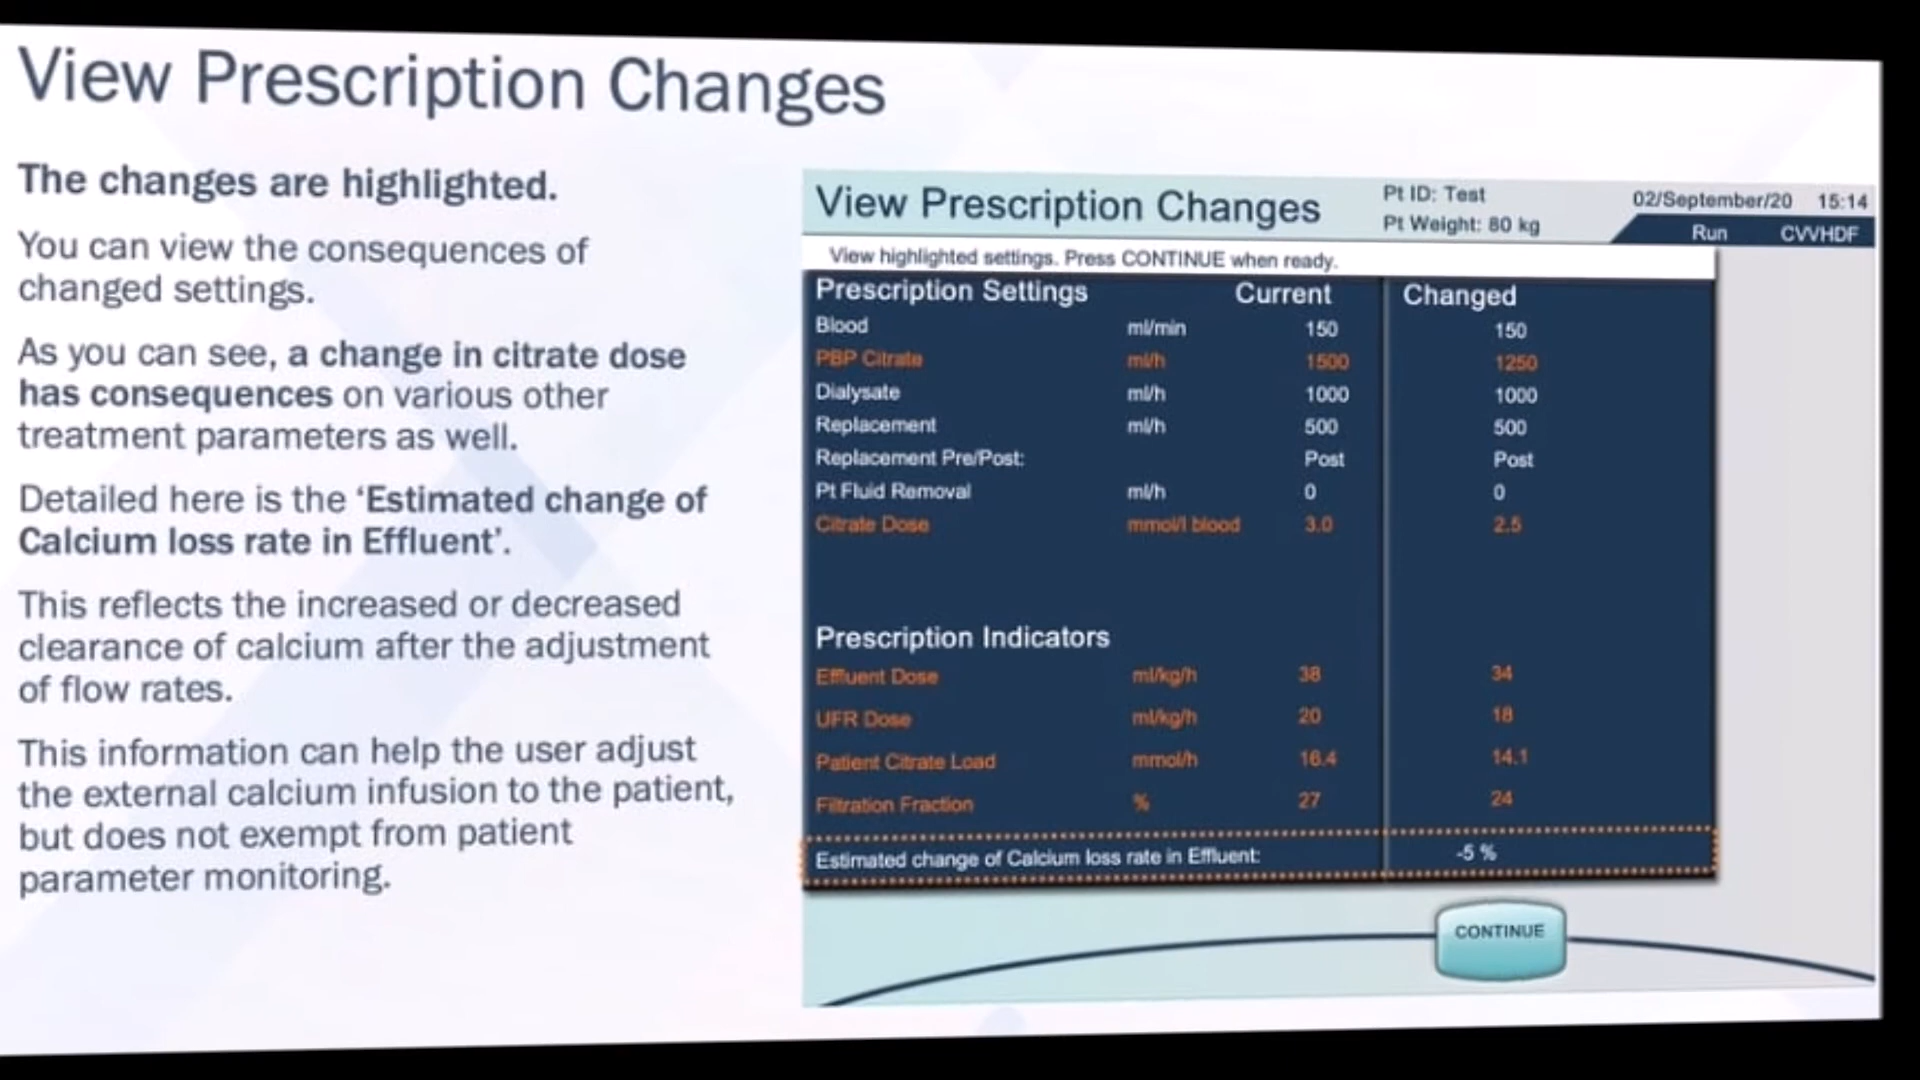 View Prescription Changes
The changes are highlighted.
You can view the consequences of
changed settings.
As you can see, a change in citrate dose
has consequences on various other
treatment parameters as well.
Detailed here is the ‘Estimated change of
Calcium loss rate in Effluent’.
This reflects the increased or decreased
clearance of calcium after the adjustment
of flow rates.
This information can help the user adjust
the external calcium infusion to the patient,
but does not exempt from patient
parameter monitoring.
View Prescription Changes
Pt ID: Test
Pt Weight: 80 kg
02/September/20 15:14
Run CVVHDF
View highlighted settings. Press CONTINUE when ready.
Prescription Settings Current Changed
Blood ml/min 150 150
PBP Citrate ml/h 1500 1250
Dialysate ml/h 1000 1000
Replacement ml/h 500 500
Replacement Pre/Post: Post Post
Pt Fluid Removal ml/h 0 0
Citrate Dose mmol/l blood 3.0 2.5
Prescription Indicators
Effluent Dose ml/kg/h 38 34
UFR Dose ml/kg/h 20 18
Patient Citrate Load mmol/h 16.4 14.1
Filtration Fraction % 27 24
Estimated change of Calcium loss rate in Effluent: -5 %
CONTINUE